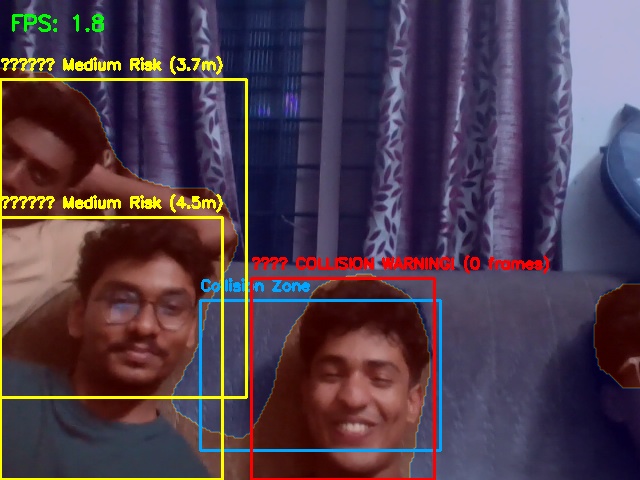 FPS: 1.8
?????? Medium Risk (3.7m)
?????? Medium Risk (4.5m)
???? COLLISION WARNING! (0 frames)
Collision Zone